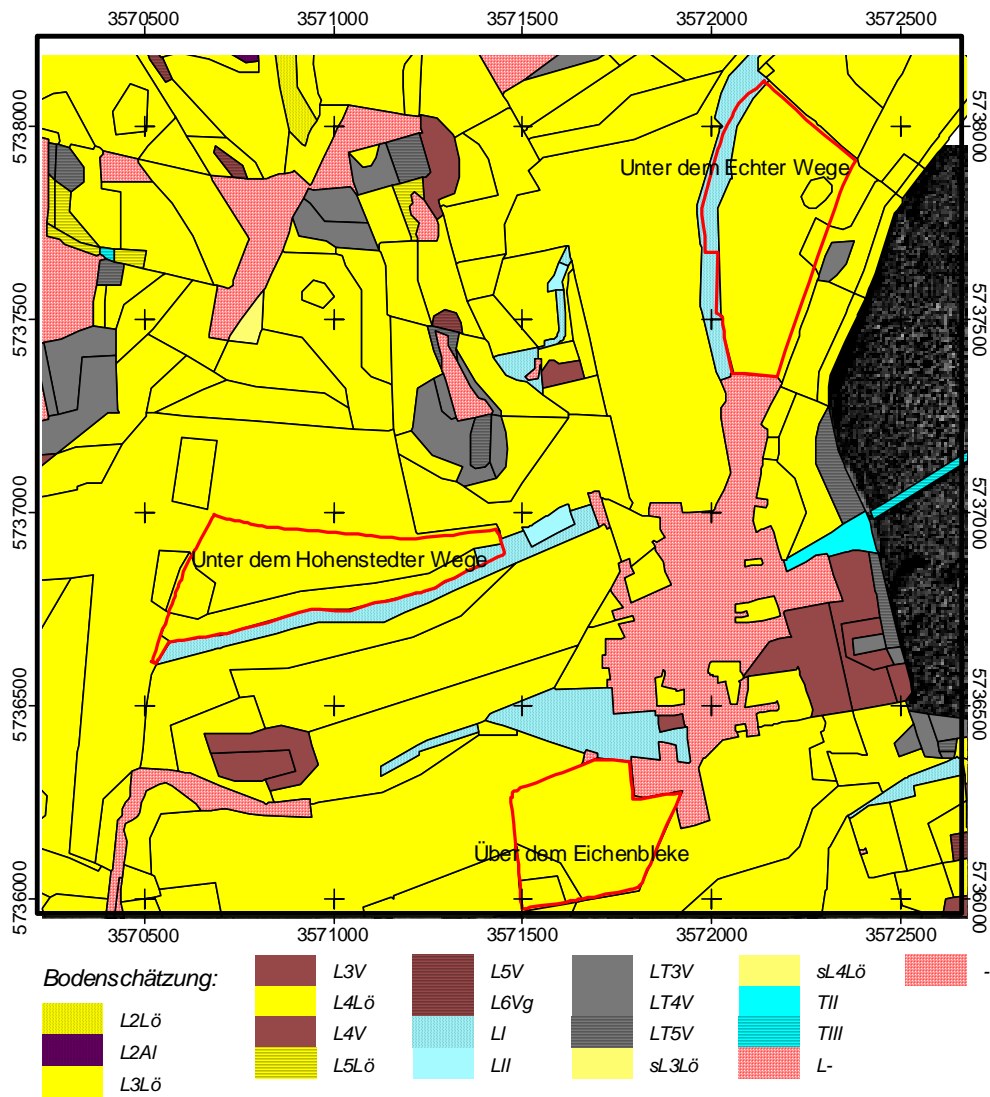 3570500 3571000 3571500 3572000 3572500
5738000 5738000
Unter dem Echter Wege
5737500 5737500
5737000 5737000
Unter dem Hohenstedter Wege
5736500 5736500
Über dem Eichenbleke
5736000 5736000
3570500 3571000 3571500 3572000 3572500
Bodenschätzung:
L2Lö
L2Al
L3Lö
L3V
L4Lö
L4V
L5Lö
L5V
L6Vg
LI
LII
LT3V
LT4V
LT5V
sL3Lö
sL4Lö
TII
TIII
L-
-